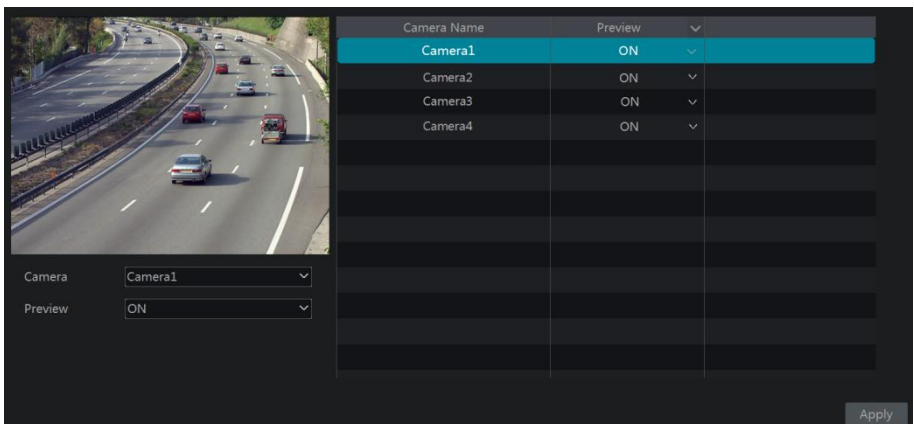 Camera Name Preview
Camera1 ON
Camera2 ON
Camera3 ON
Camera4 ON
Camera Camera1
Preview ON
Apply